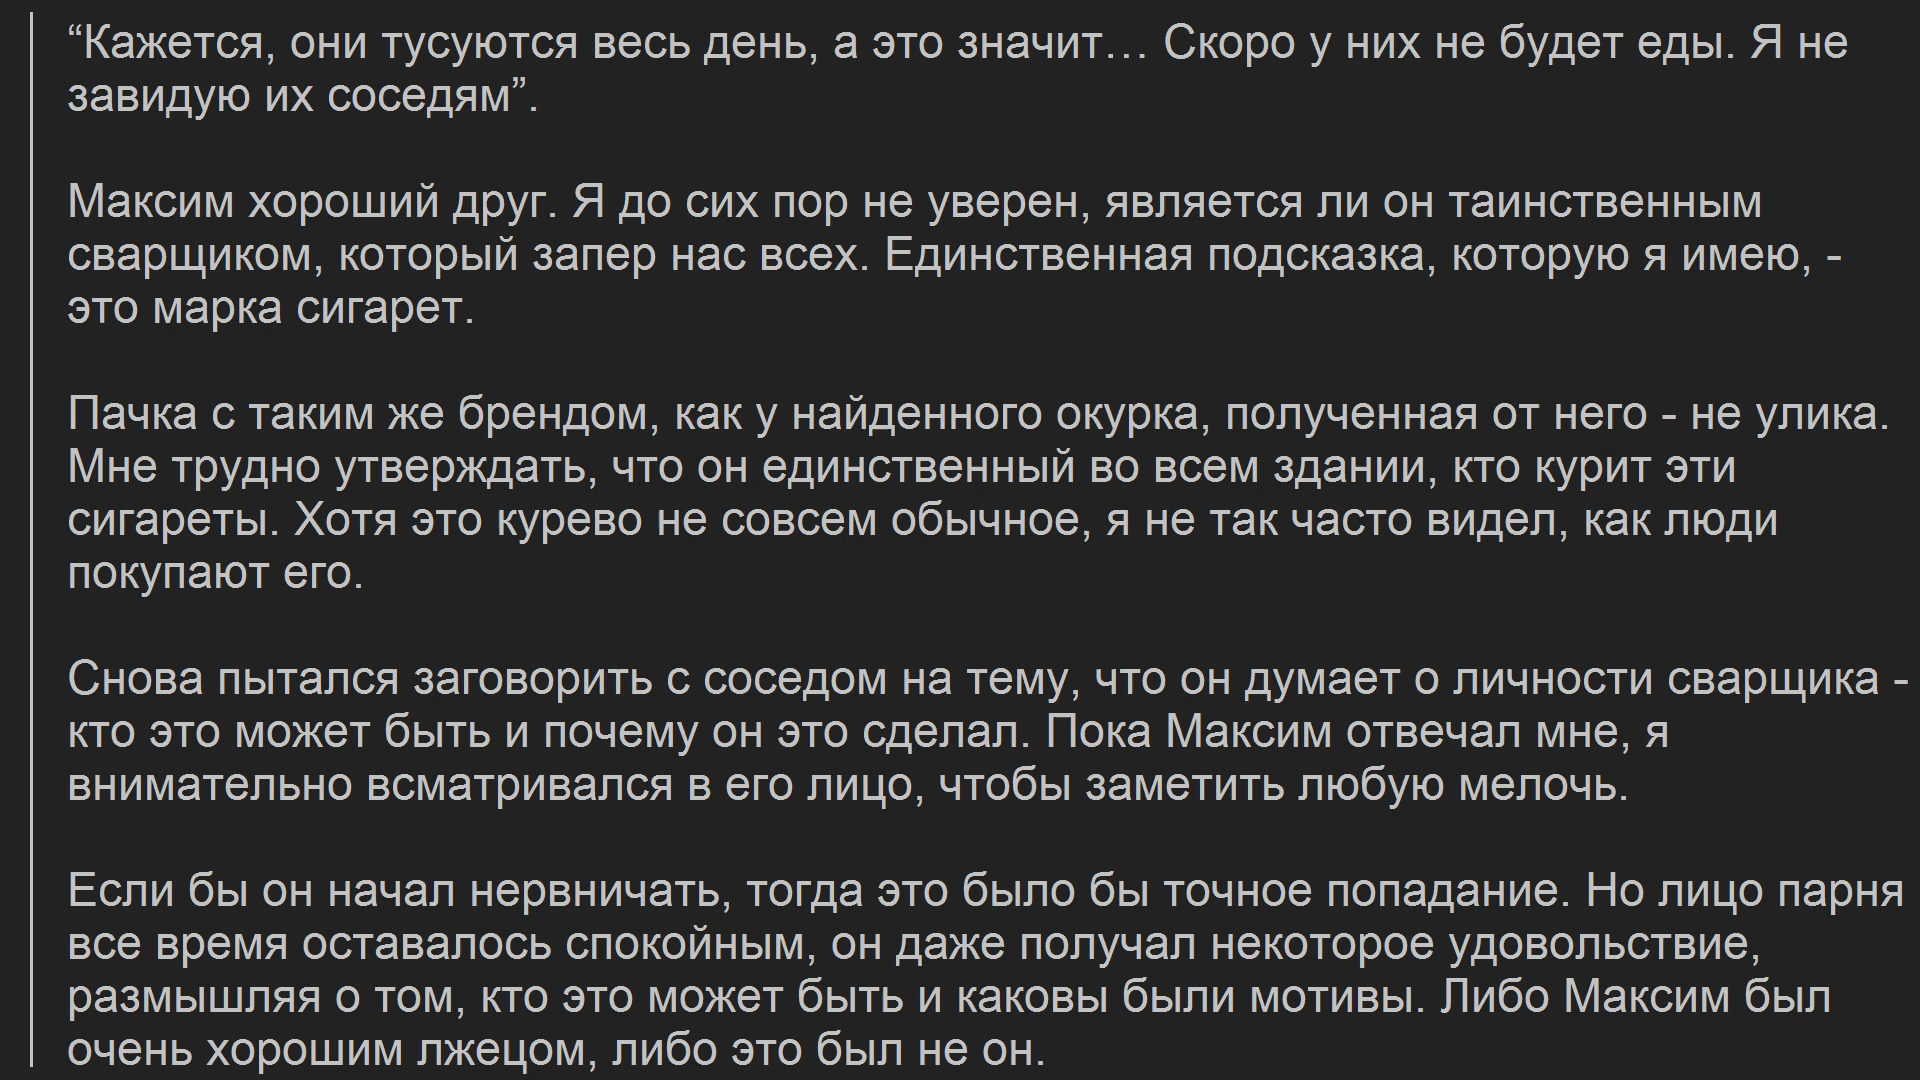 “Кажется, они тусуются весь день, а это значит… Скоро у них не будет еды. Я не
завидую их соседям”.
Максим хороший друг. Я до сих пор не уверен, является ли он таинственным
сварщиком, который запер нас всех. Единственная подсказка, которую я имею, -
это марка сигарет.
Пачка с таким же брендом, как у найденного окурка, полученная от него - не улика.
Мне трудно утверждать, что он единственный во всем здании, кто курит эти
сигареты. Хотя это курево не совсем обычное, я не так часто видел, как люди
покупают его.
Снова пытался заговорить с соседом на тему, что он думает о личности сварщика -
кто это может быть и почему он это сделал. Пока Максим отвечал мне, я
внимательно всматривался в его лицо, чтобы заметить любую мелочь.
Если бы он начал нервничать, тогда это было бы точное попадание. Но лицо парня
все время оставалось спокойным, он даже получал некоторое удовольствие,
размышляя о том, кто это может быть и каковы были мотивы. Либо Максим был
очень хорошим лжецом, либо это был не он.